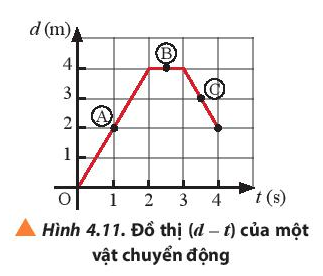 d (m)
4
3
2
1
O
1 2 3 4
t (s)
A
B
C
Hình 4.11. Đồ thị (d – t) của một
vật chuyển động